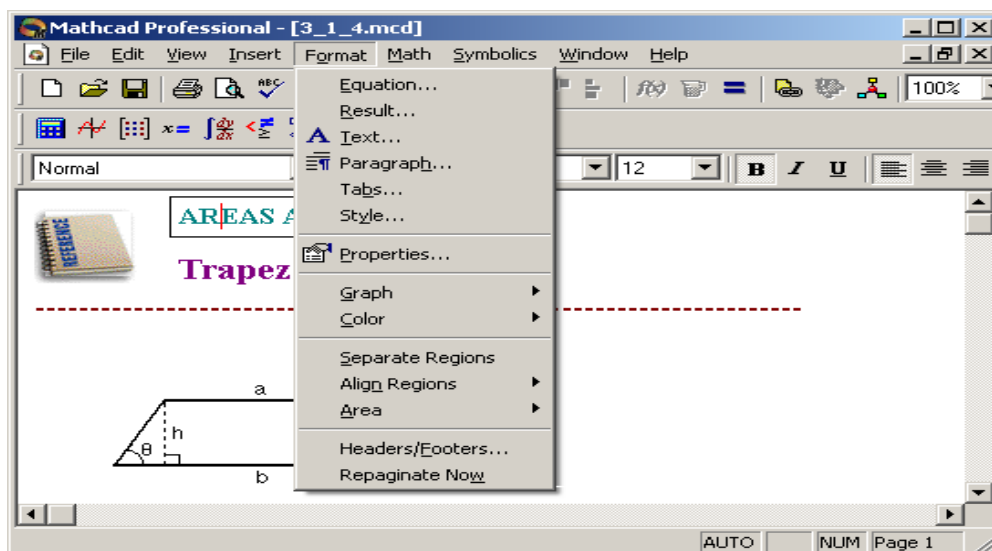 Mathcad Professional - [3_1_4.mcd]
File Edit View Insert Format Math Symbolics Window Help
100%
Normal 12 B I U
Equation...
Result...
Text...
Paragraph...
Tabs...
Style...
Properties...
Graph
Color
Separate Regions
Align Regions
Area
Headers/Footers...
Repaginate Now
REFERENCE
AREAS A
Trapez
a
h
θ
b
AUTO NUM Page 1